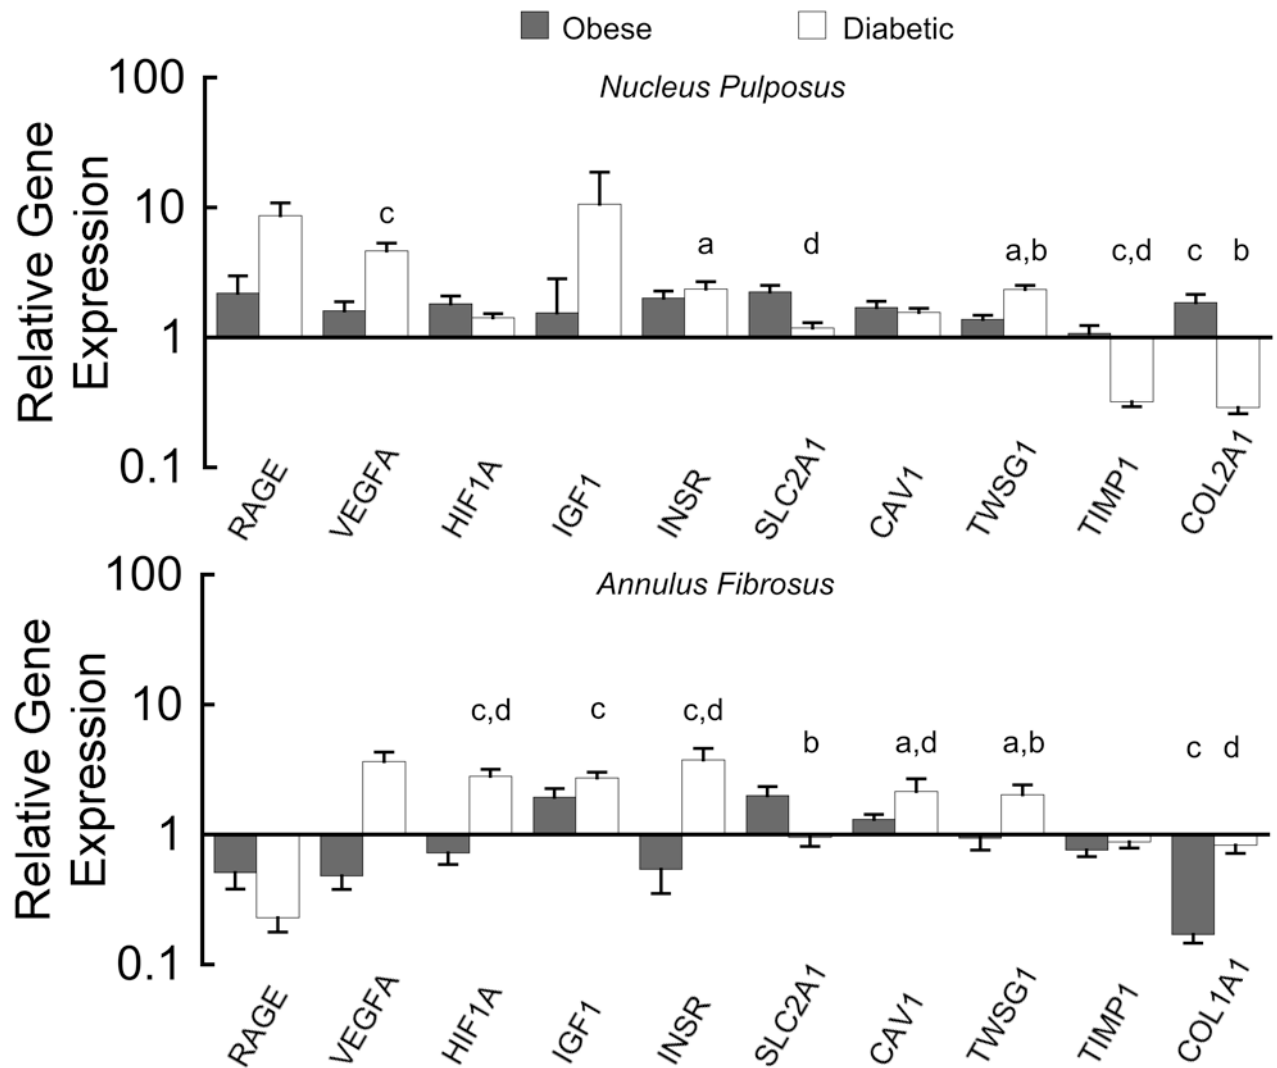 Obese Diabetic
Nucleus Pulposus
Relative Gene
Expression
100
10
1
0.1
c a d a,b c,d c b
RAGE VEGFA HIF1A IGF1 INSR SLC2A1 CAV1 TWSG1 TIMP1 COL2A1
Annulus Fibrosus
Relative Gene
Expression
100
10
1
0.1
c,d c c,d b a,d a,b c d
RAGE VEGFA HIF1A IGF1 INSR SLC2A1 CAV1 TWSG1 TIMP1 COL1A1